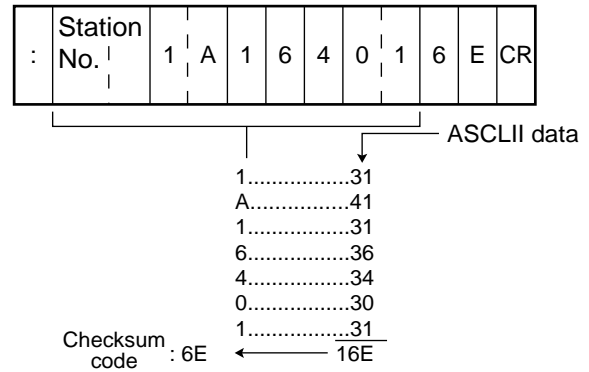 : Station No. 1 A 1 6 4 0 1 6 E CR
ASCLII data
1.................31
A................41
1.................31
6.................36
4.................34
0.................30
1.................31
Checksum code : 6E 16E